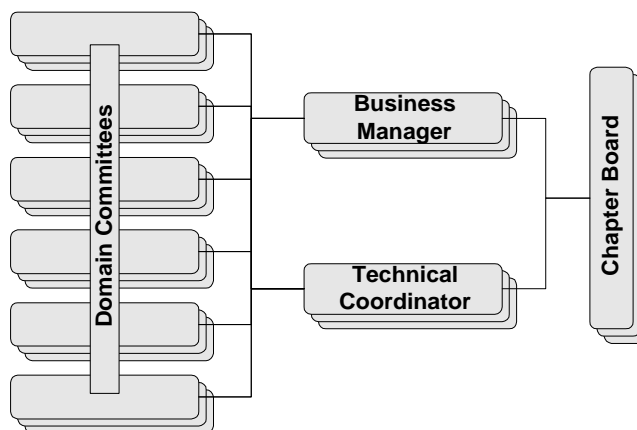 Domain Committees
Business
Manager
Technical
Coordinator
Chapter Board